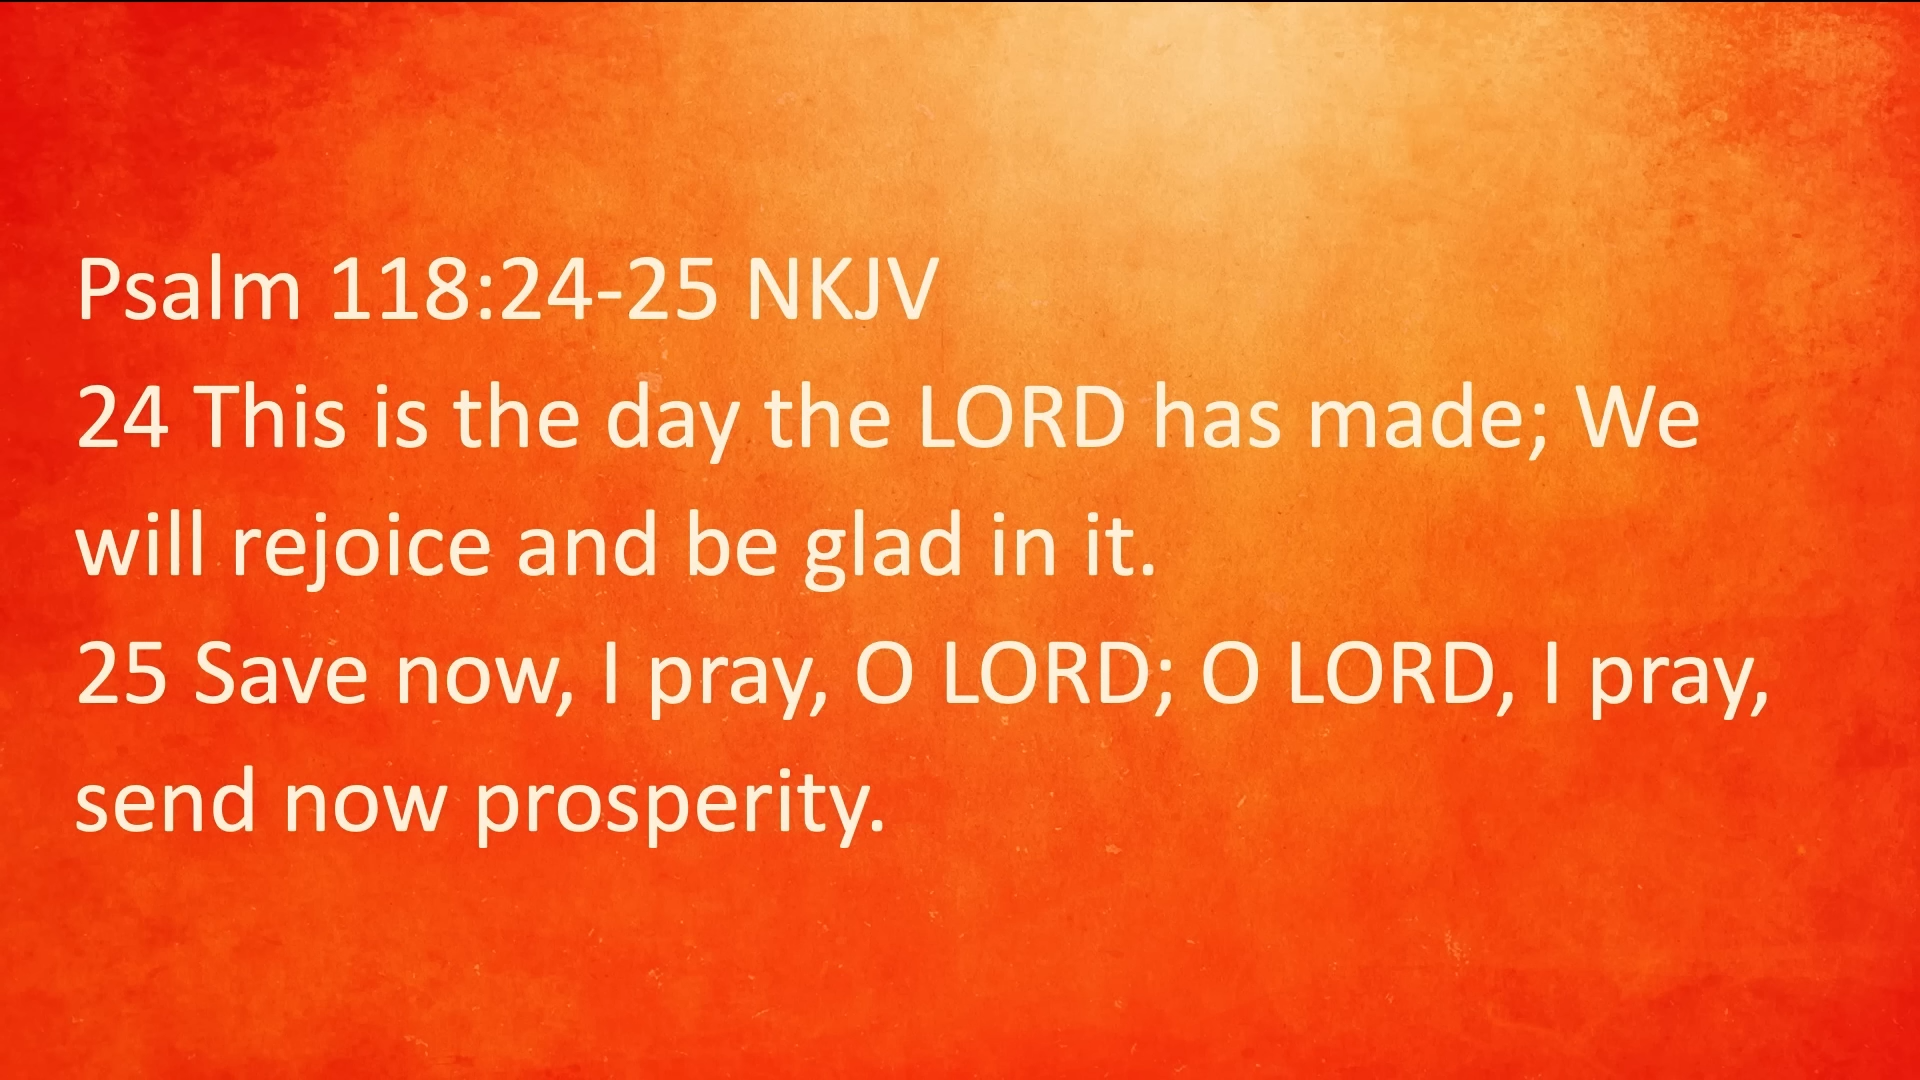 Psalm 118:24-25 NKJV
24 This is the day the LORD has made; We
will rejoice and be glad in it.
25 Save now, I pray, O LORD; O LORD, I pray,
send now prosperity.